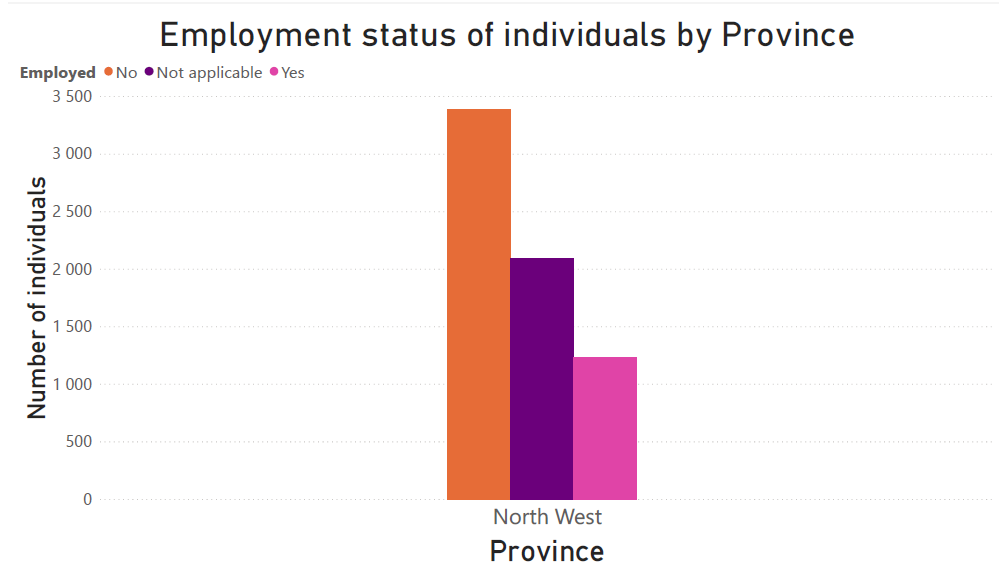 Employment status of individuals by Province
Employed No Not applicable Yes
3 500
3 000
2 500
2 000
1 500
1 000
500
0
Number of individuals
North West
Province